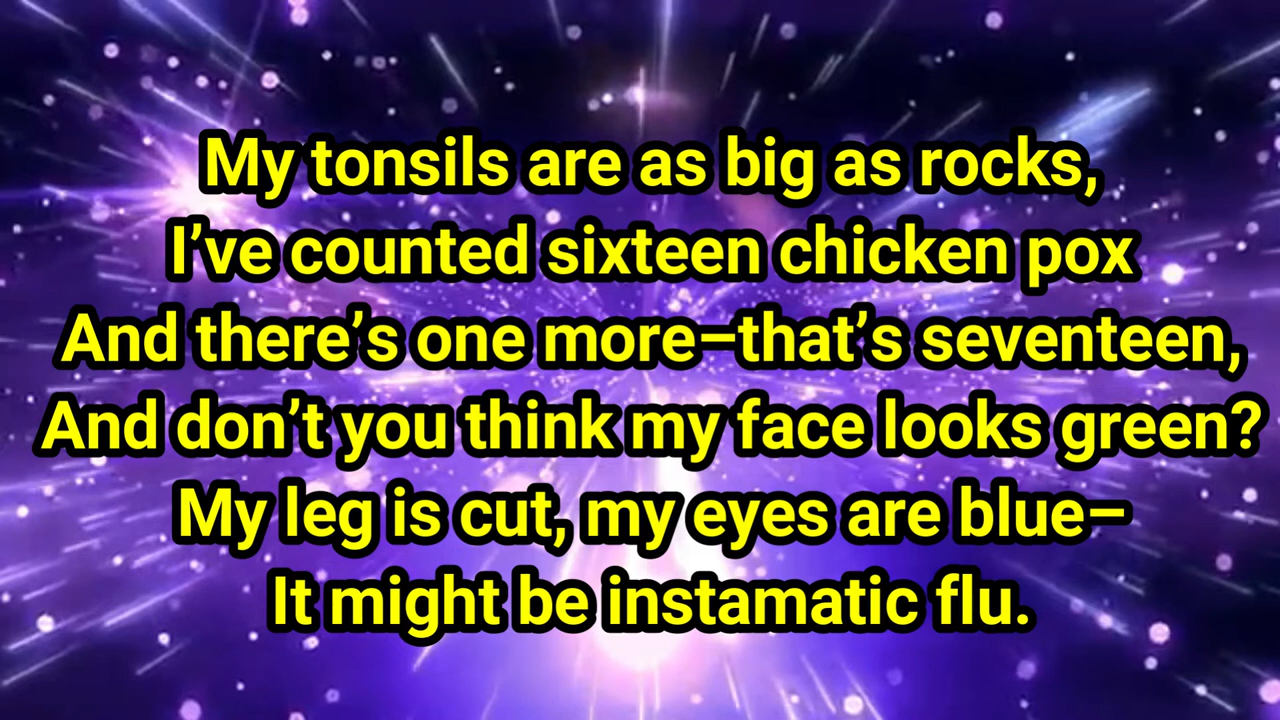 My tonsils are as big as rocks,
I’ve counted sixteen chicken pox
And there’s one more–that’s seventeen,
And don’t you think my face looks green?
My leg is cut, my eyes are blue–
It might be instamatic flu.